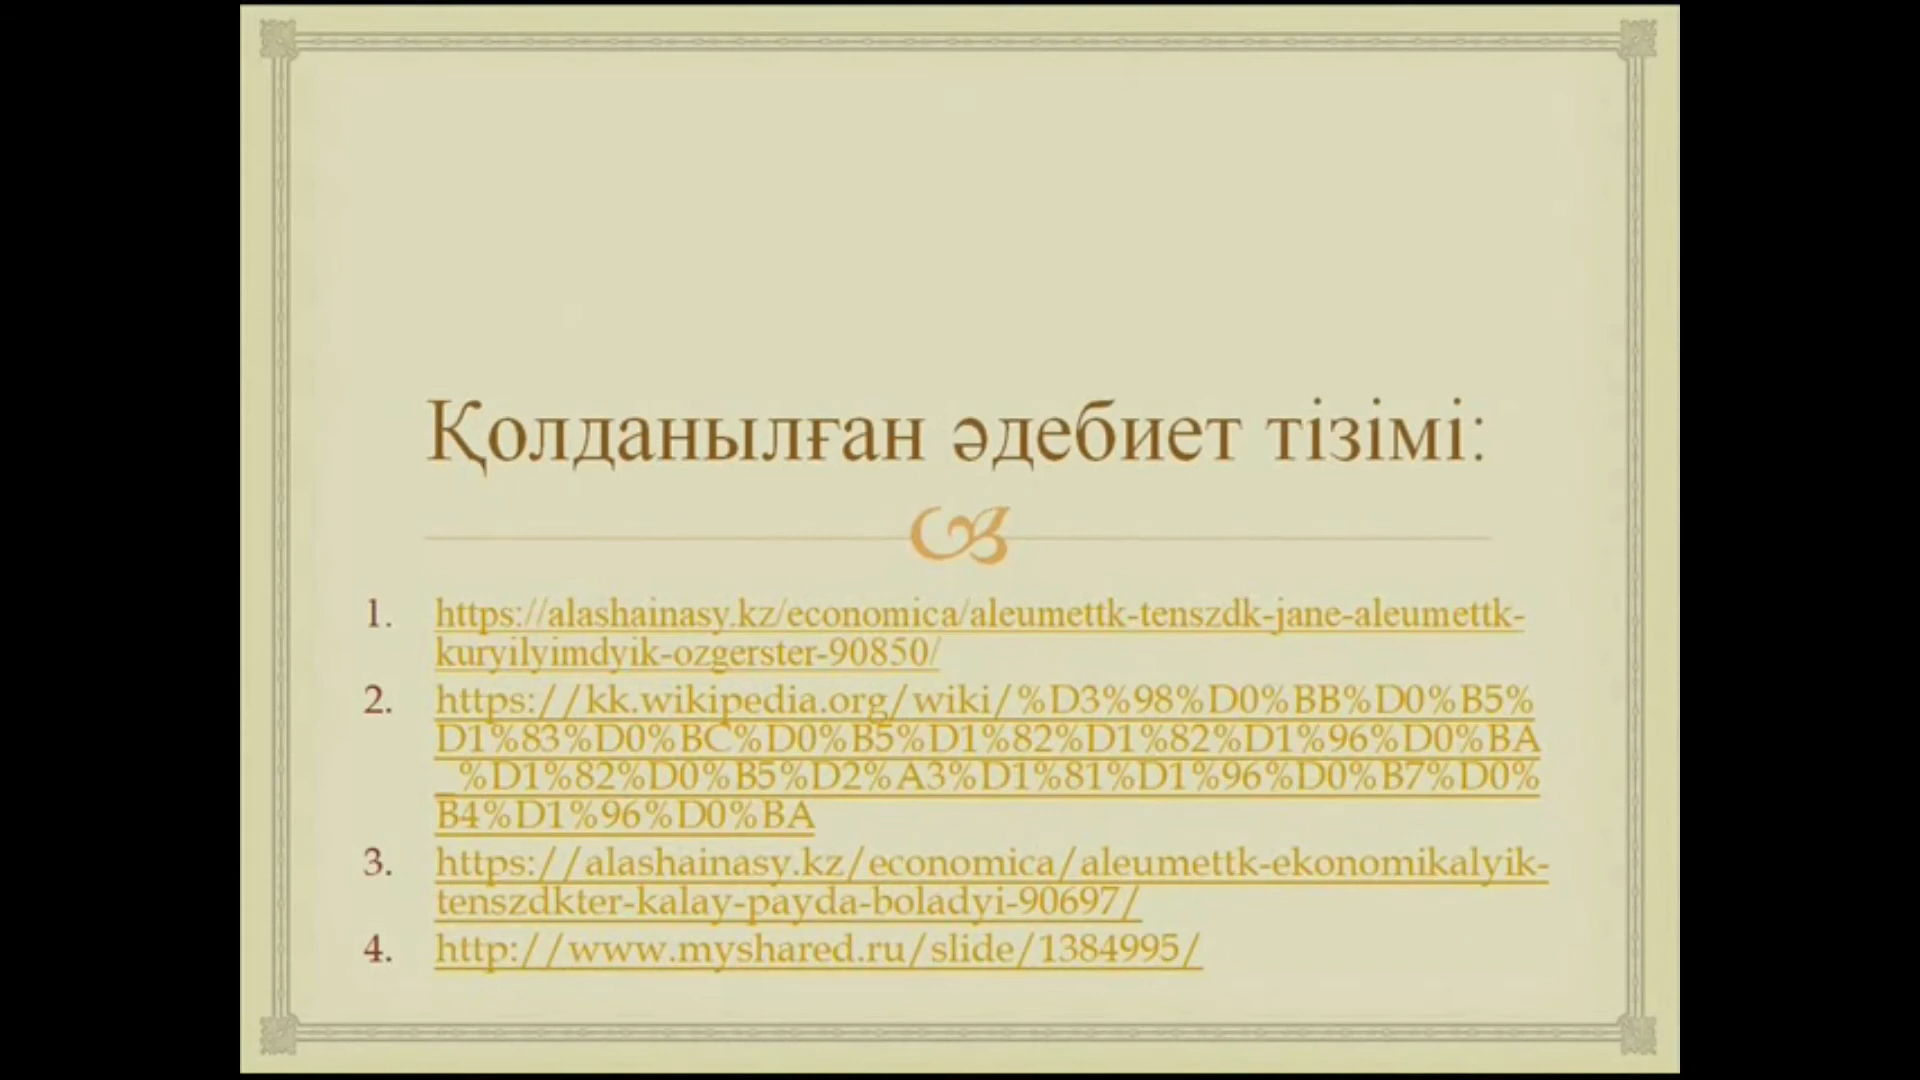 Қолданылған әдебиет тізімі:
1. https://alashainasy.kz/economica/aleumettk-tenszdk-jane-aleumettk-
kuryilyimdyik-ozgerster-90850/
2. https://kk.wikipedia.org/wiki/%D3%98%D0%BB%D0%B5%
D1%83%D0%BC%D0%B5%D1%82%D1%82%D1%96%D0%BA
_%D1%82%D0%B5%D2%A3%D1%81%D1%96%D0%B7%D0%
B4%D1%96%D0%BA
3. https://alashainasy.kz/economica/aleumettk-ekonomikalyik-
tenszdkter-kalay-payda-boladyi-90697/
4. http://www.myshared.ru/slide/1384995/